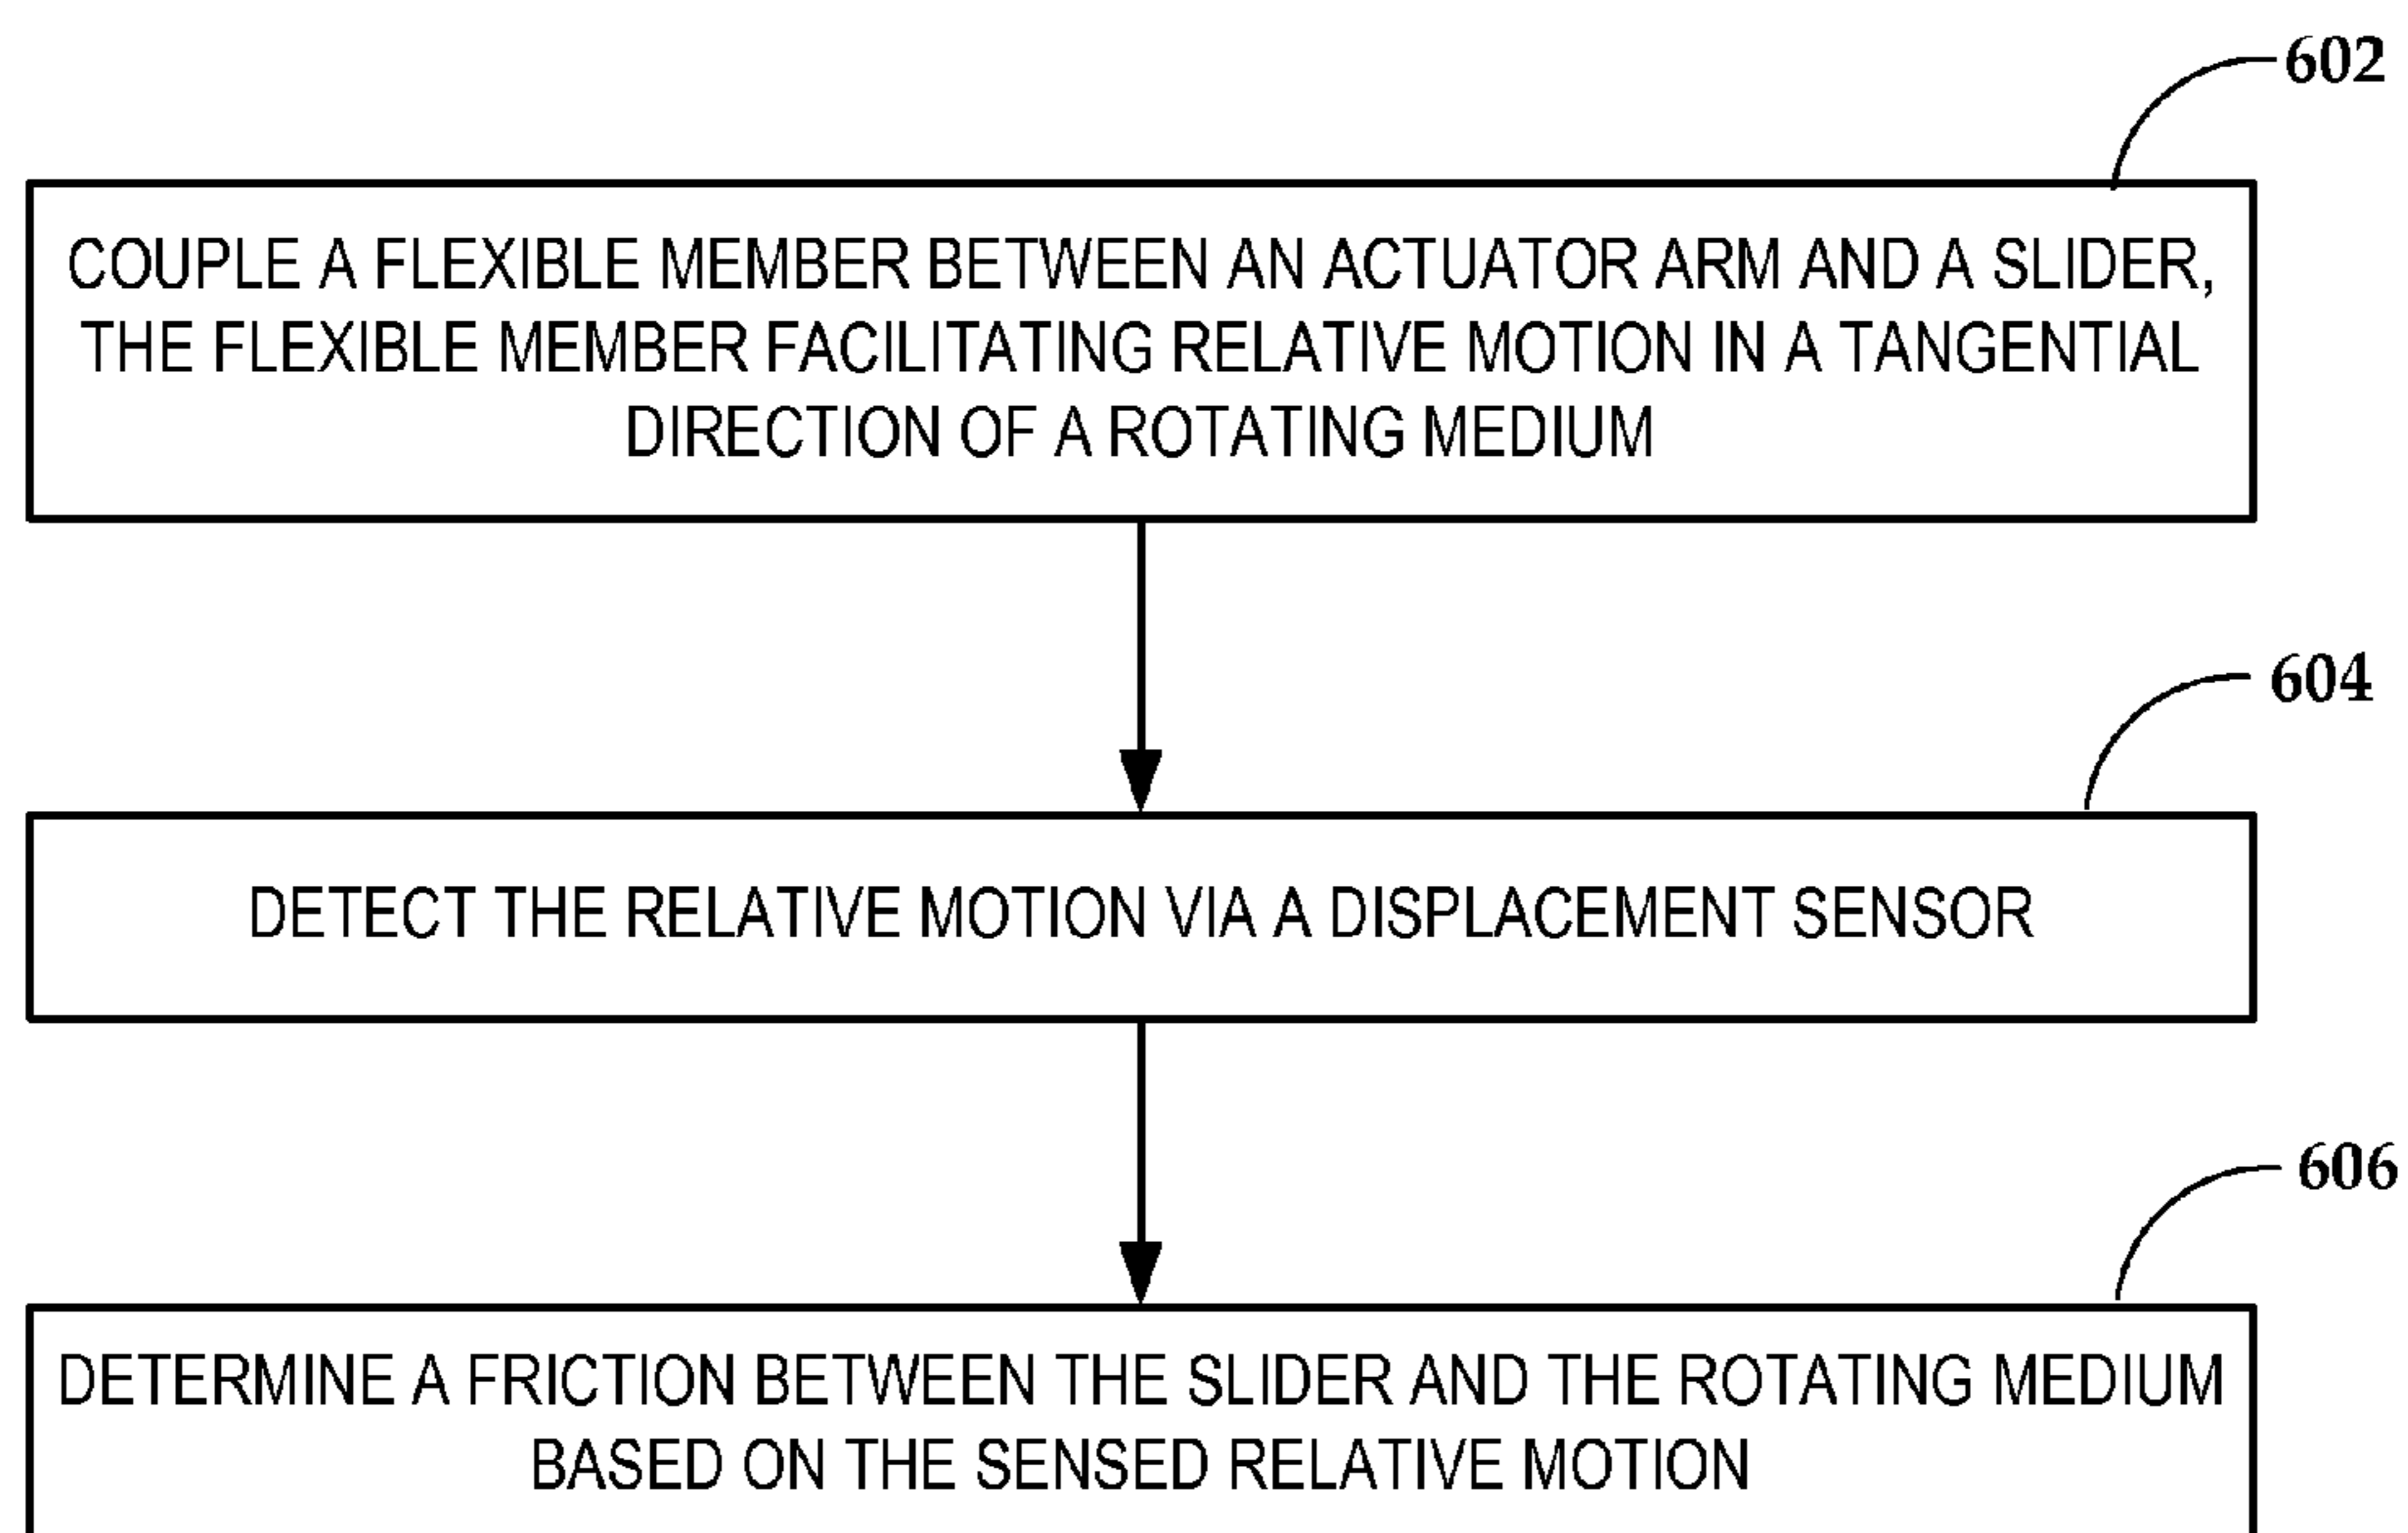 602
COUPLE A FLEXIBLE MEMBER BETWEEN AN ACTUATOR ARM AND A SLIDER,
THE FLEXIBLE MEMBER FACILITATING RELATIVE MOTION IN A TANGENTIAL
DIRECTION OF A ROTATING MEDIUM
604
DETECT THE RELATIVE MOTION VIA A DISPLACEMENT SENSOR
606
DETERMINE A FRICTION BETWEEN THE SLIDER AND THE ROTATING MEDIUM
BASED ON THE SENSED RELATIVE MOTION